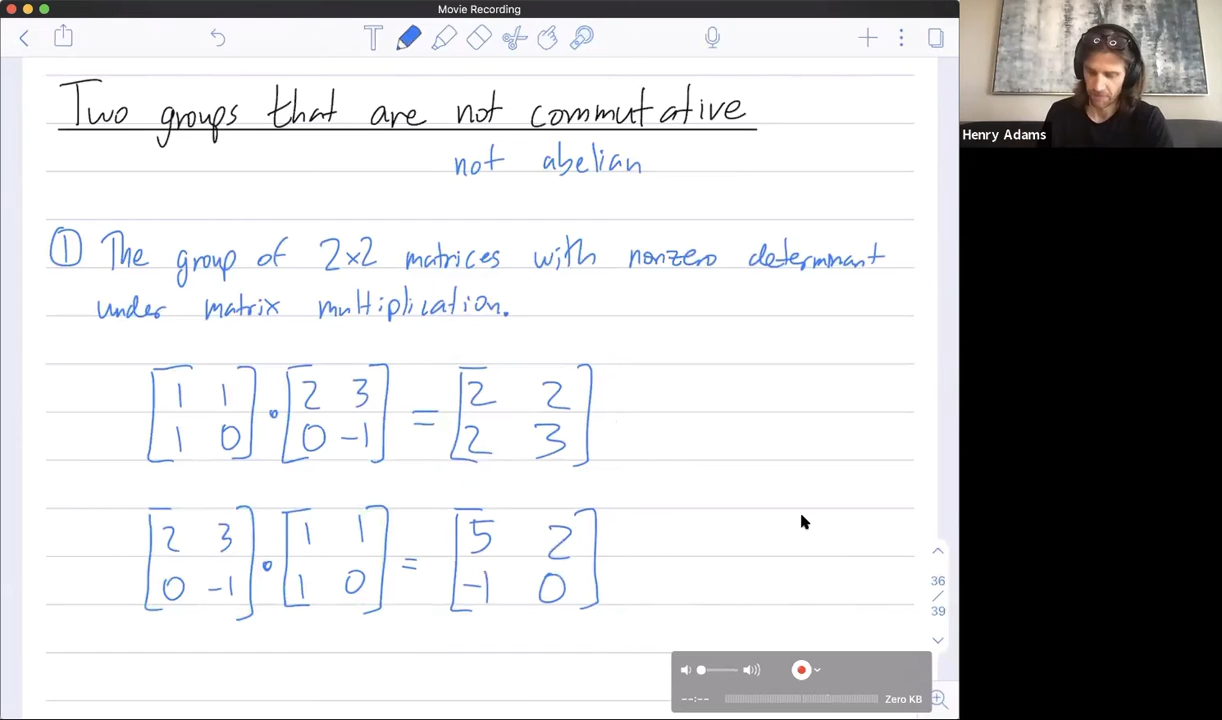 Movie Recording
Two groups that are not commutative
not abelian
Henry Adams
① The group of 2×2 matrices with nonzero determinant
under matrix multiplication.
[1 1; 1 0] · [2 3; 0 -1] = [2 2; 2 3]
[2 3; 0 -1] · [1 1; 1 0] = [5 2; -1 0]
36
/
39
--:--
Zero KB